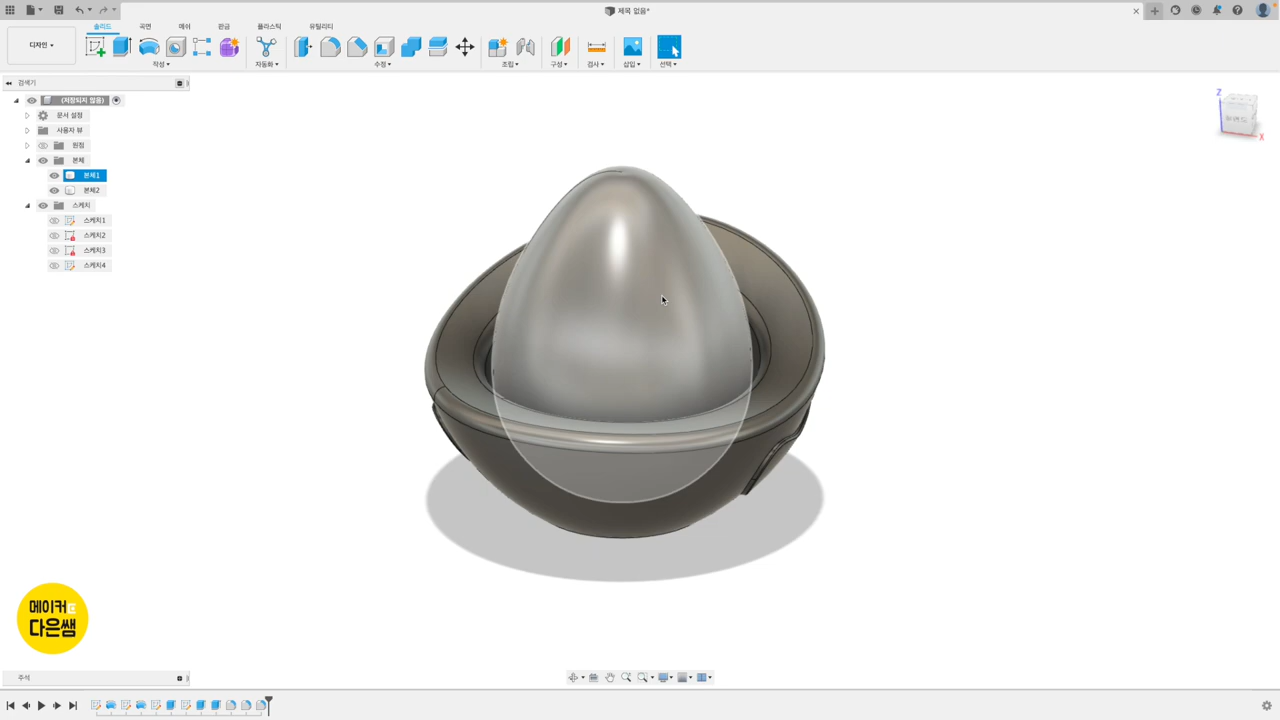 제목 없음*
솔리드
곡면
메쉬
판금
플라스틱
유틸리티
디자인
작성
자동화
수정
조립
구성
검사
삽입
선택
검색기
(저장되지 않음)
문서 설정
사용자 뷰
원점
본체
본체1
본체2
스케치
스케치1
스케치2
스케치3
스케치4
Z
X
메이커
다은쌤
주석